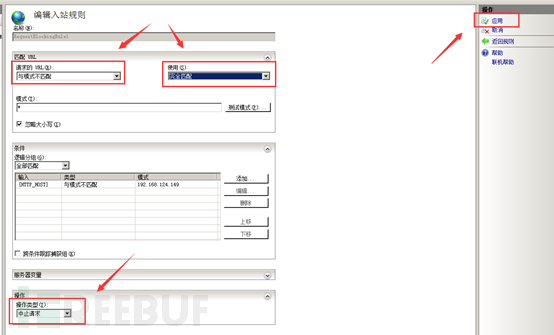 编辑入站规则
名称(N):
RequestBlockingRule1
匹配 URL
请求的 URL(R):
与模式不匹配
使用(S):
完全匹配
模式(T):
*
测试模式(P)...
忽略大小写(I)
条件
逻辑分组(G):
全部匹配
输入 类型 模式
{HTTP_HOST} 与模式不匹配 192.168.124.149
添加...
编辑...
删除
上移
下移
跨条件跟踪捕获组(K)
服务器变量
操作
操作类型(Y):
中止请求
REEBUF
操作
应用
取消
返回规则
帮助
联机帮助